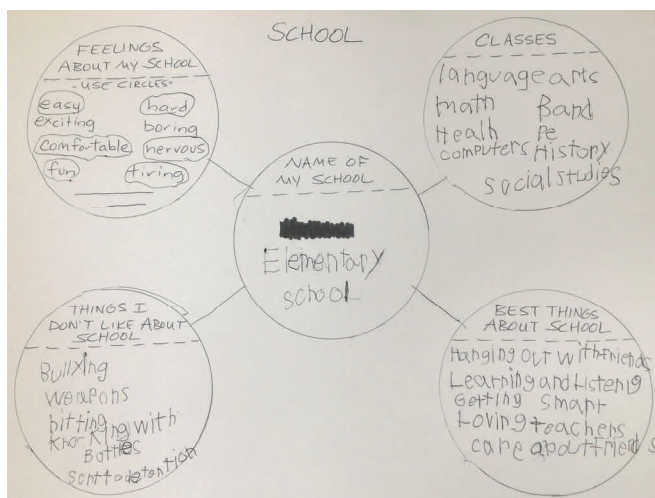 SCHOOL
FEELINGS
ABOUT MY SCHOOL
-USE CIRCLES-
easy hard
exciting boring
comfortable nervous
fun tiring
CLASSES
language arts
math Band
Healh Pe
computers History
social studies
NAME OF
MY SCHOOL
Elementary
school
THINGS I
DON'T LIKE ABOUT
SCHOOL
Bullying
weapons
hitting
with
Bottles
BEST THINGS
ABOUT SCHOOL
Hanging out with friends
Learning and Listening
Getting smart
Loving teachers
care about friends